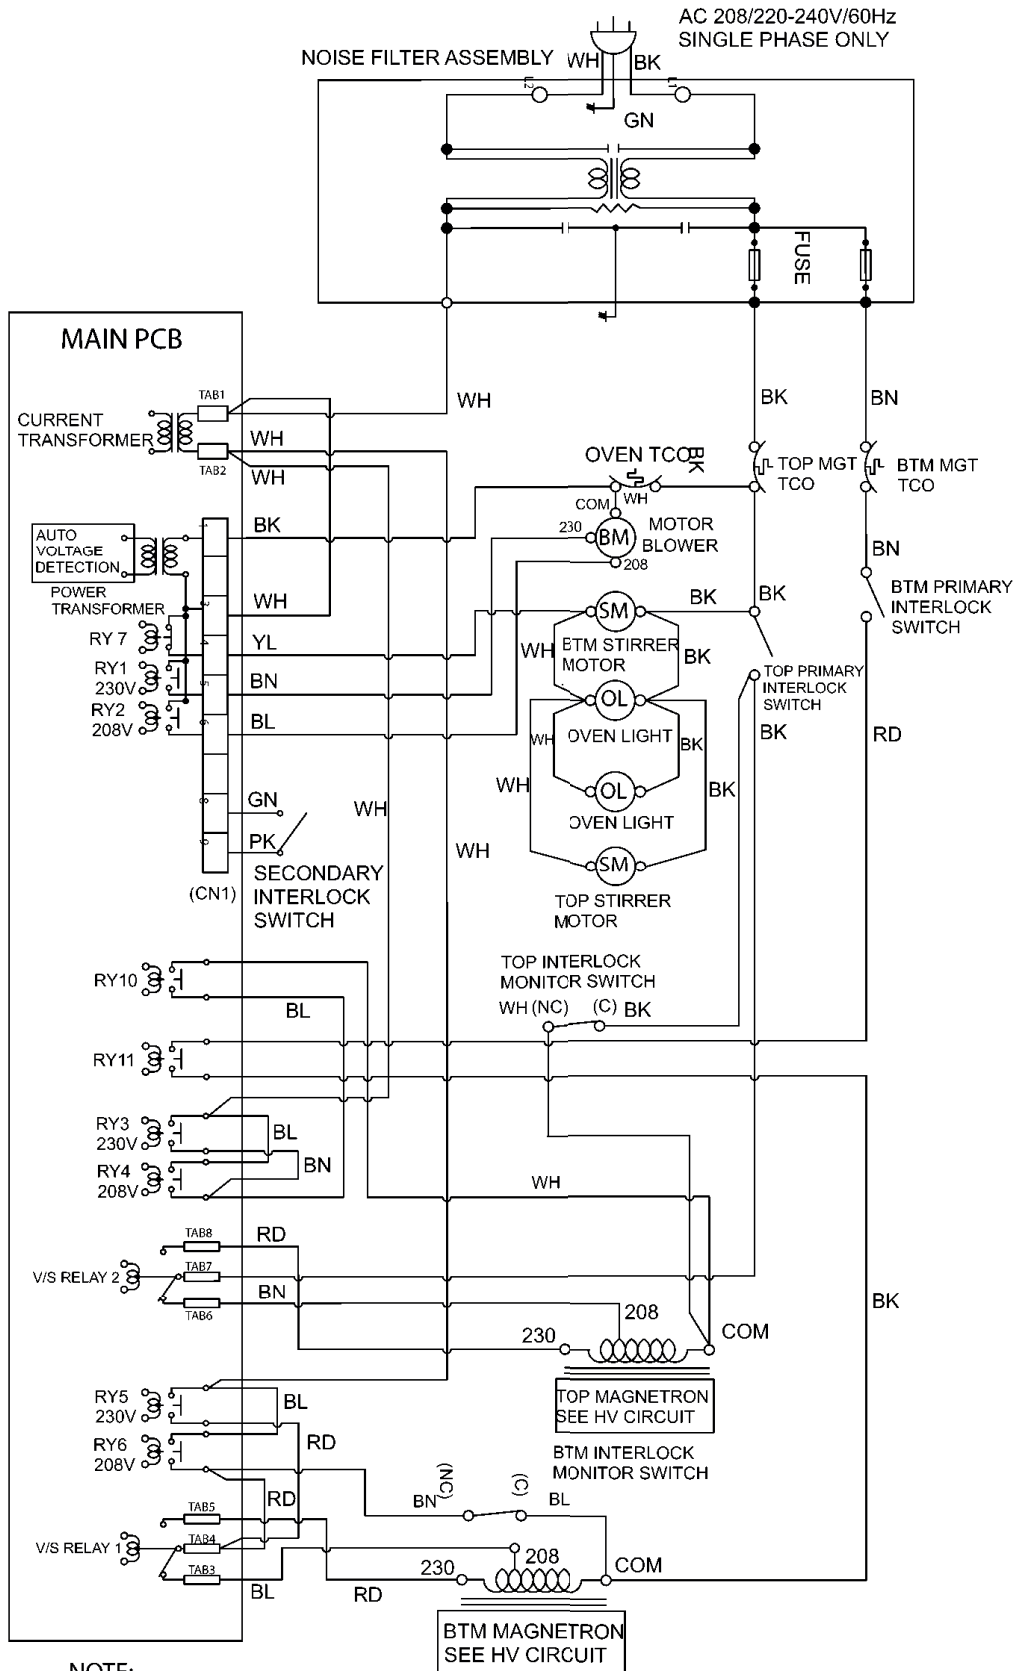 AC 208/220-240V/60Hz
SINGLE PHASE ONLY
NOISE FILTER ASSEMBLY
WH
BK
L2
L1
GN
FUSE
MAIN PCB
TAB1
CURRENT
TRANSFORMER
WH
TAB2
WH
WH
BK
BN
OVEN TCO
BK
TOP MGT
TCO
BTM MGT
TCO
COM
WH
230
BM
MOTOR
BLOWER
208
AUTO
VOLTAGE
DETECTION
POWER
TRANSFORMER
1
BK
3
WH
RY 7
4
YL
RY1
230V
5
BN
RY2
208V
6
BL
8
GN
9
PK
(CN1)
SECONDARY
INTERLOCK
SWITCH
WH
WH
BN
BTM PRIMARY
INTERLOCK
SWITCH
BK
SM
BK
WH
BTM STIRRER
MOTOR
BK
TOP PRIMARY
INTERLOCK
SWITCH
OL
WH
OVEN LIGHT
BK
BK
RD
WH
OL
BK
OVEN LIGHT
SM
TOP STIRRER
MOTOR
TOP INTERLOCK
MONITOR SWITCH
WH (NC)
(C) BK
RY10
BL
RY11
RY3
230V
BL
RY4
208V
BN
WH
TAB8
RD
V/S RELAY 2
TAB7
BN
TAB6
208
230
COM
BK
TOP MAGNETRON
SEE HV CIRCUIT
RY5
230V
BL
RY6
208V
RD
BTM INTERLOCK
MONITOR SWITCH
RD
BN
(NC)
(C)
BL
TAB5
V/S RELAY 1
TAB4
TAB3
BL
RD
230
208
COM
BTM MAGNETRON
SEE HV CIRCUIT
NOTE: